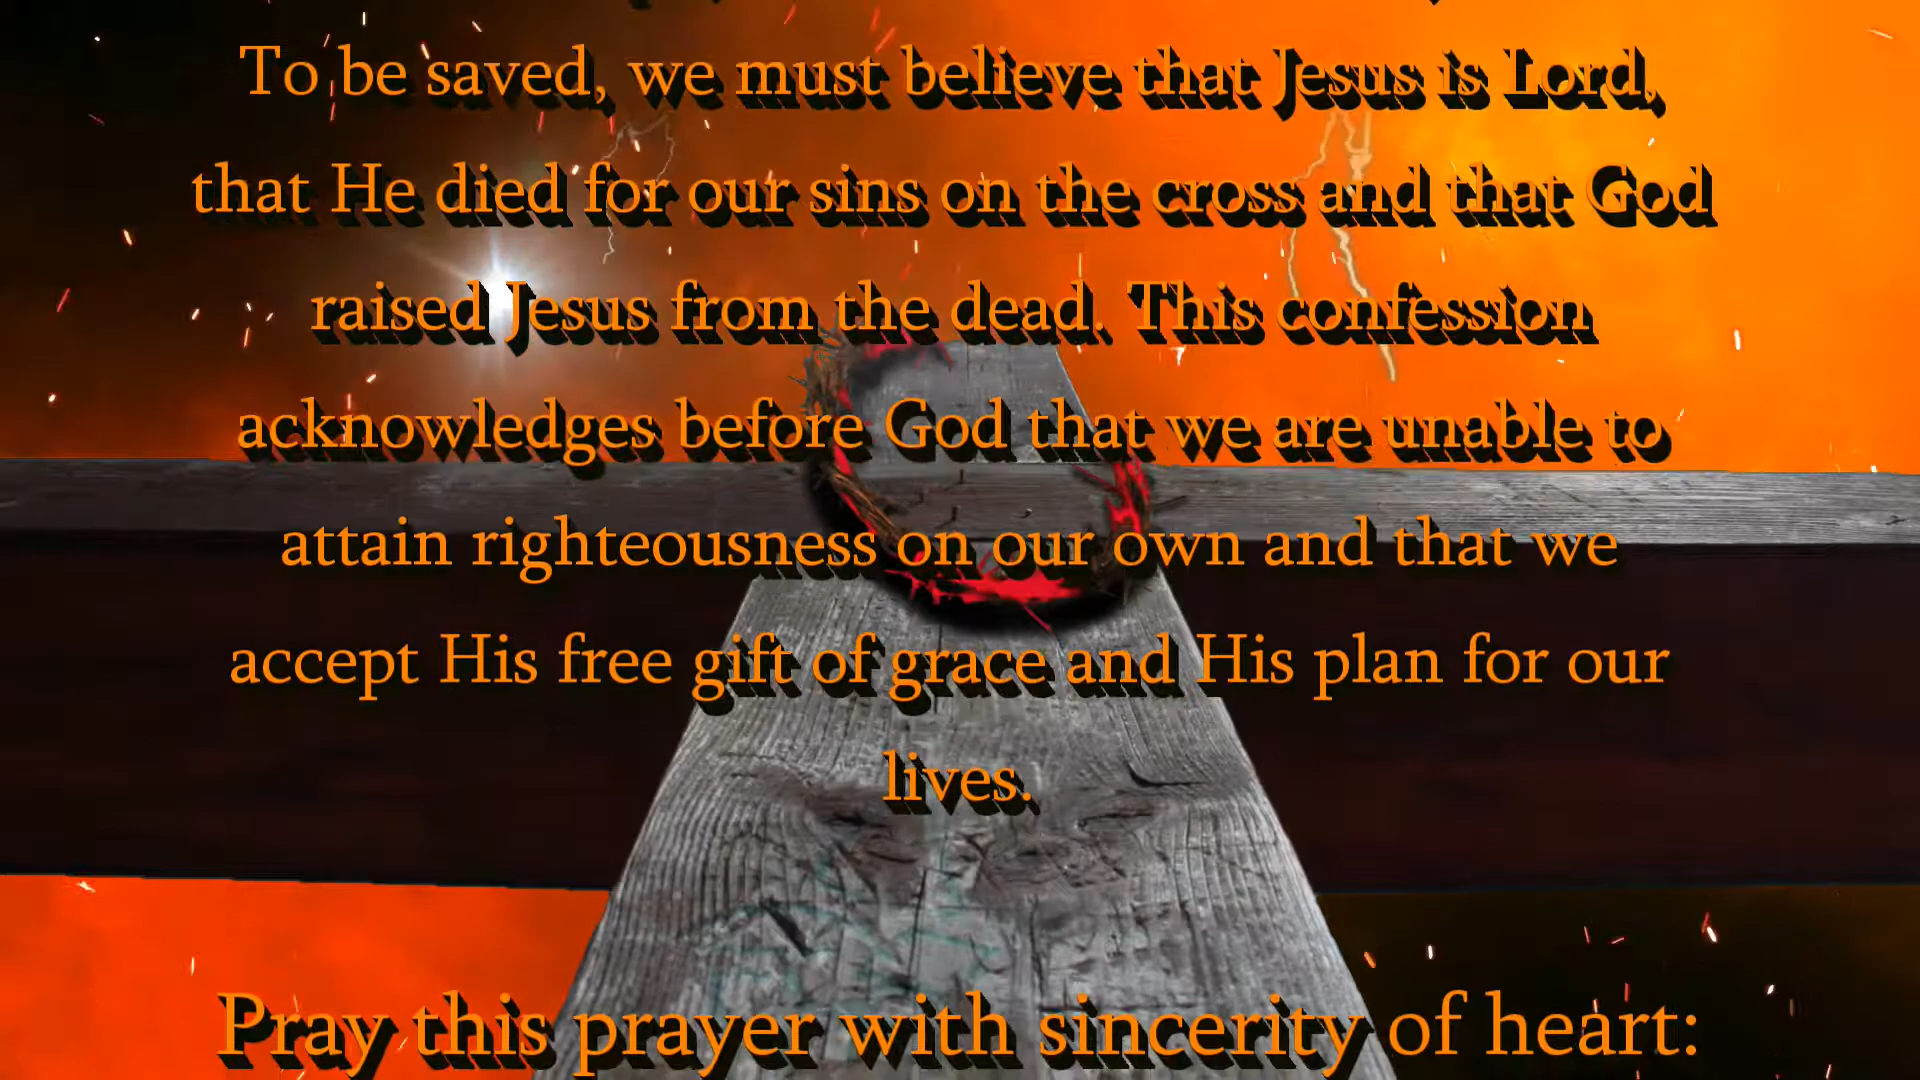 To be saved, we must believe that Jesus is Lord,
that He died for our sins on the cross and that God
raised Jesus from the dead. This confession
acknowledges before God that we are unable to
attain righteousness on our own and that we
accept His free gift of grace and His plan for our
lives.
Pray this prayer with sincerity of heart: